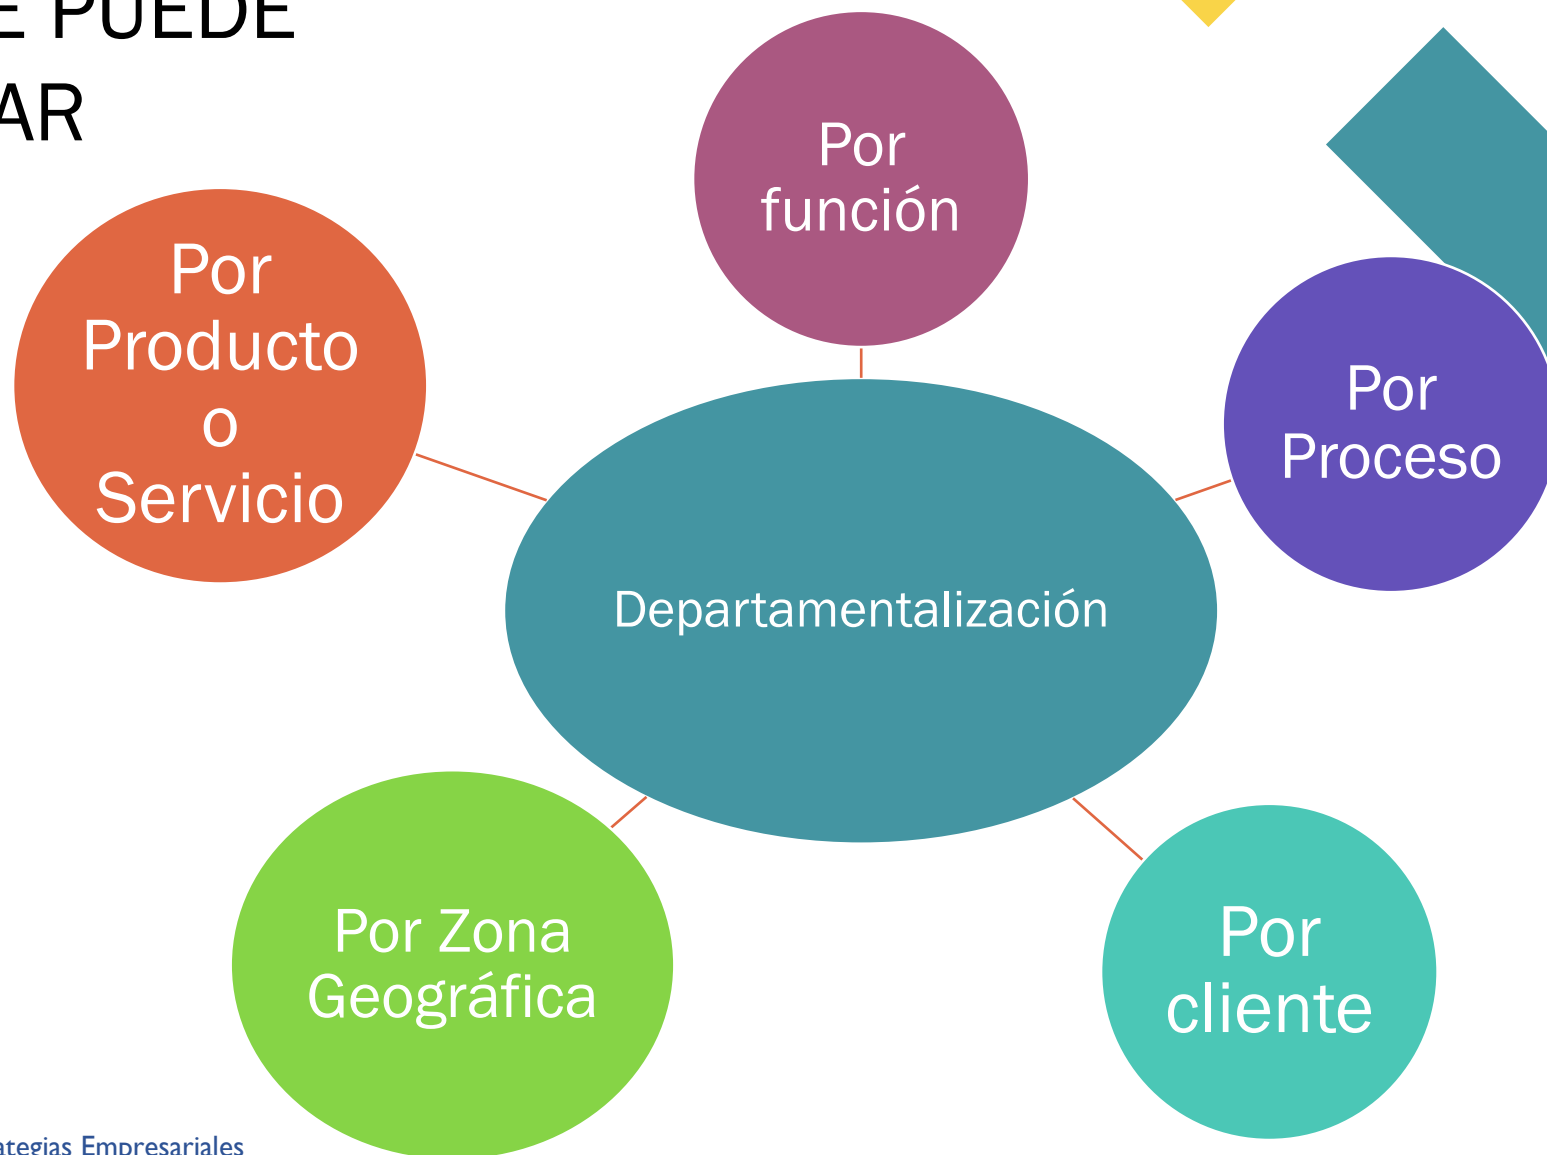 E PUEDE
AR
Por
función
Por
Producto
o
Servicio
Por
Proceso
Departamentalización
Por Zona
Geográfica
Por
cliente
ategias Empresariales